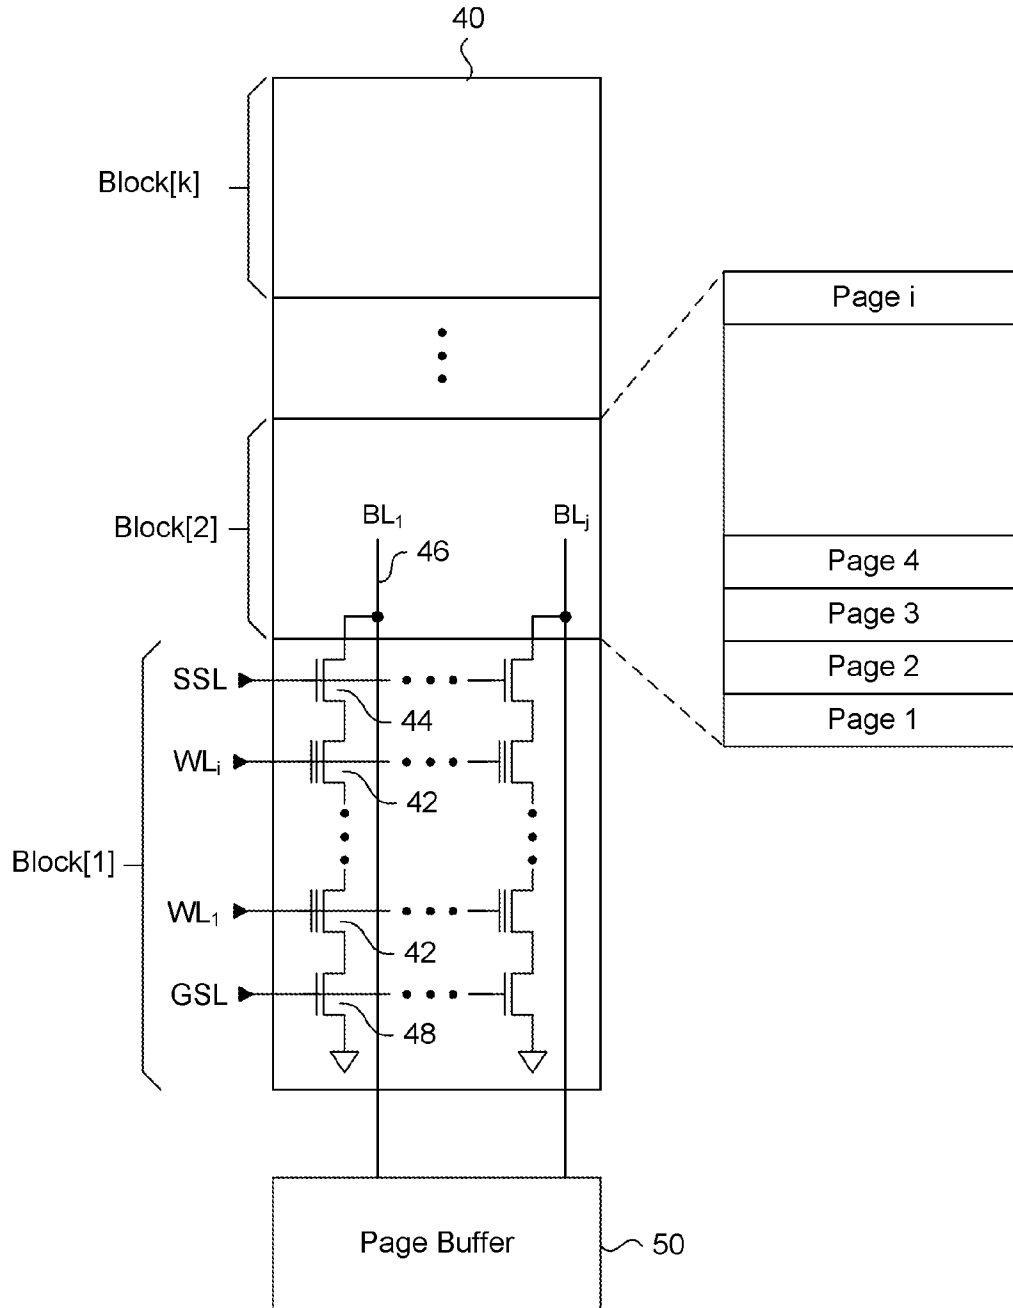 40
Block[k]
Page i
Block[2]
BL1
BLj
46
Page 4
Page 3
Page 2
Page 1
SSL
44
WLi
42
Block[1]
WL1
42
GSL
48
Page Buffer
50